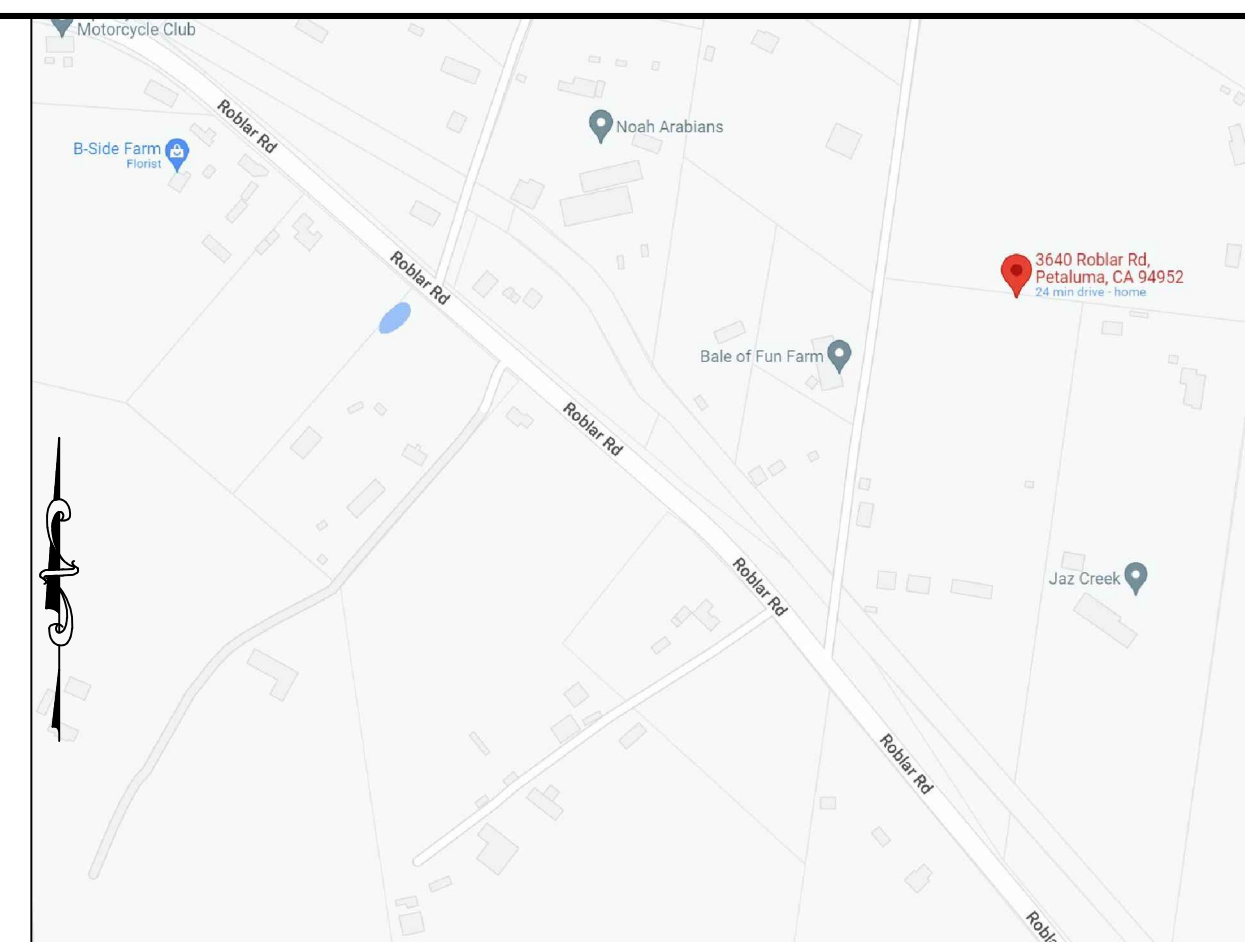 Motorcycle Club
Roblar Rd
B-Side Farm
Florist
Noah Arabians
Roblar Rd
3640 Roblar Rd,
Petaluma, CA 94952
24 min drive - home
Bale of Fun Farm
Roblar Rd
Roblar Rd
Jaz Creek
Roblar Rd